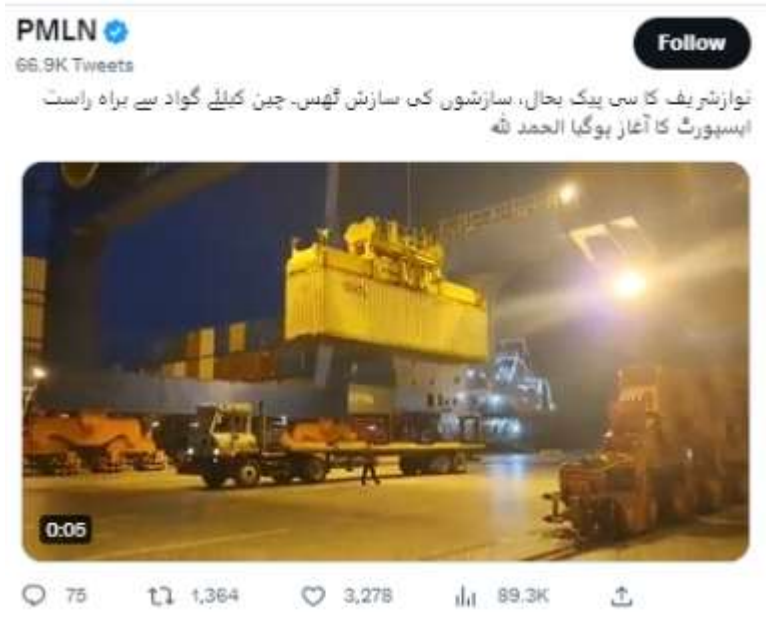 PMLN
Follow
66.9K Tweets
نوازشریف کا سی پیک بحال، سازشوں کی سازش ٹھس۔ چین کیلئے گواد سے براہ راست
ایسپورٹ کا آغاز ہوگیا الحمد للہ
0:05
75 1,364 3,278 89.3K